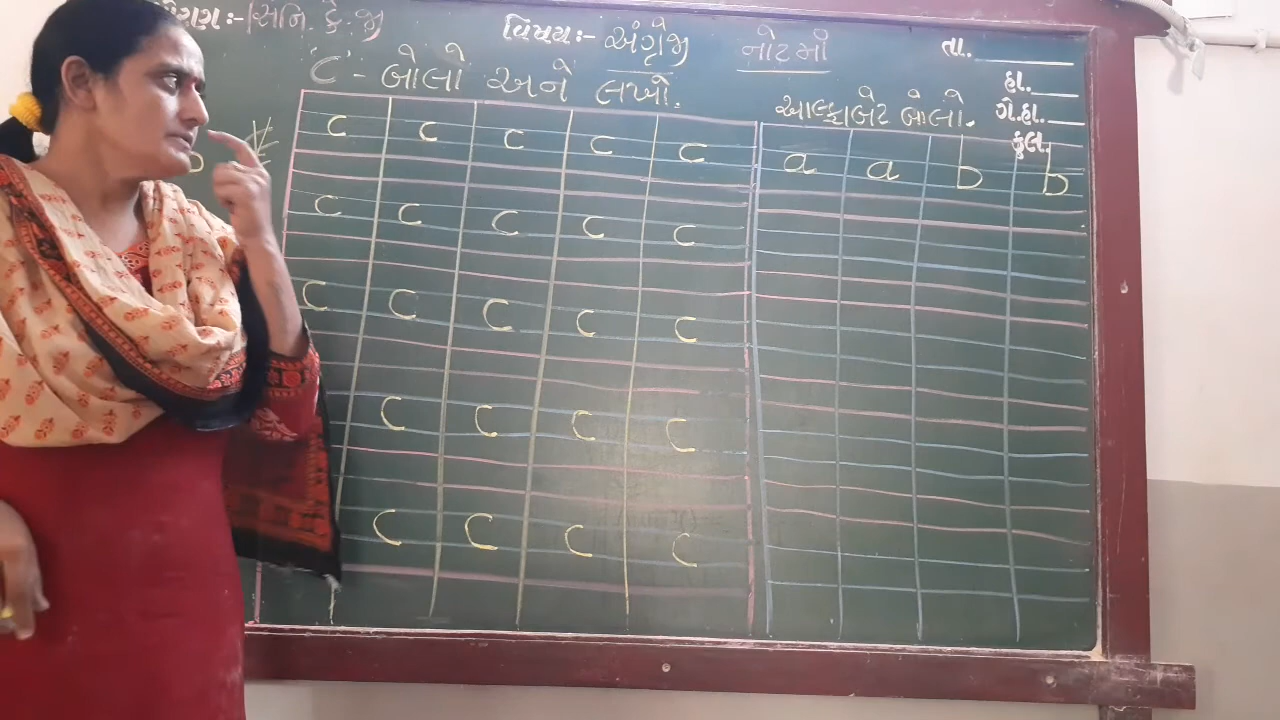 ધોરણ:- સિનિ. કે. જી
વિષય:- અંગ્રેજી નોટમાં
તા.
'C' - બોલો અને લખો.
હા.
આલ્ફાબેટ બોલો.
ગે.હા.
કુલ.
c c c c c a a b b
c c c c c
c c c c c
c c c c
c c c c